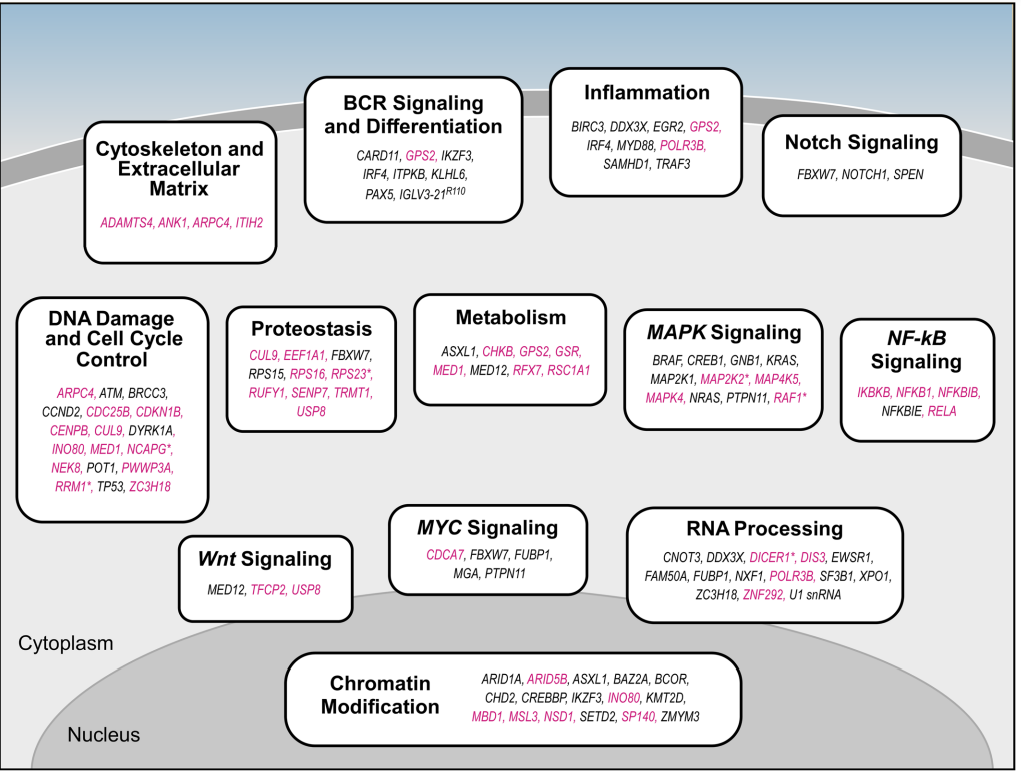 BCR Signaling
and Differentiation
CARD11, GPS2, IKZF3,
IRF4, ITPKB, KLHL6,
PAX5, IGLV3-21R110
Inflammation
BIRC3, DDX3X, EGR2, GPS2,
IRF4, MYD88, POLR3B,
SAMHD1, TRAF3
Cytoskeleton and
Extracellular
Matrix
ADAMTS4, ANK1, ARPC4, ITIH2
Notch Signaling
FBXW7, NOTCH1, SPEN
DNA Damage
and Cell Cycle
Control
ARPC4, ATM, BRCC3,
CCND2, CDC25B, CDKN1B,
CENPB, CUL9, DYRK1A,
INO80, MED1, NCAPG*,
NEK8, POT1, PWWP3A,
RRM1*, TP53, ZC3H18
Proteostasis
CUL9, EEF1A1, FBXW7,
RPS15, RPS16, RPS23*,
RUFY1, SENP7, TRMT1,
USP8
Metabolism
ASXL1, CHKB, GPS2, GSR,
MED1, MED12, RFX7, RSC1A1
MAPK Signaling
BRAF, CREB1, GNB1, KRAS,
MAP2K1, MAP2K2*, MAP4K5,
MAPK4, NRAS, PTPN11, RAF1*
NF-kB
Signaling
IKBKB, NFKB1, NFKBIB,
NFKBIE, RELA
Wnt Signaling
MED12, TFCP2, USP8
MYC Signaling
CDCA7, FBXW7, FUBP1,
MGA, PTPN11
RNA Processing
CNOT3, DDX3X, DICER1*, DIS3, EWSR1,
FAM50A, FUBP1, NXF1, POLR3B, SF3B1, XPO1,
ZC3H18, ZNF292, U1 snRNA
Cytoplasm
Chromatin
Modification
ARID1A, ARID5B, ASXL1, BAZ2A, BCOR,
CHD2, CREBBP, IKZF3, INO80, KMT2D,
MBD1, MSL3, NSD1, SETD2, SP140, ZMYM3
Nucleus